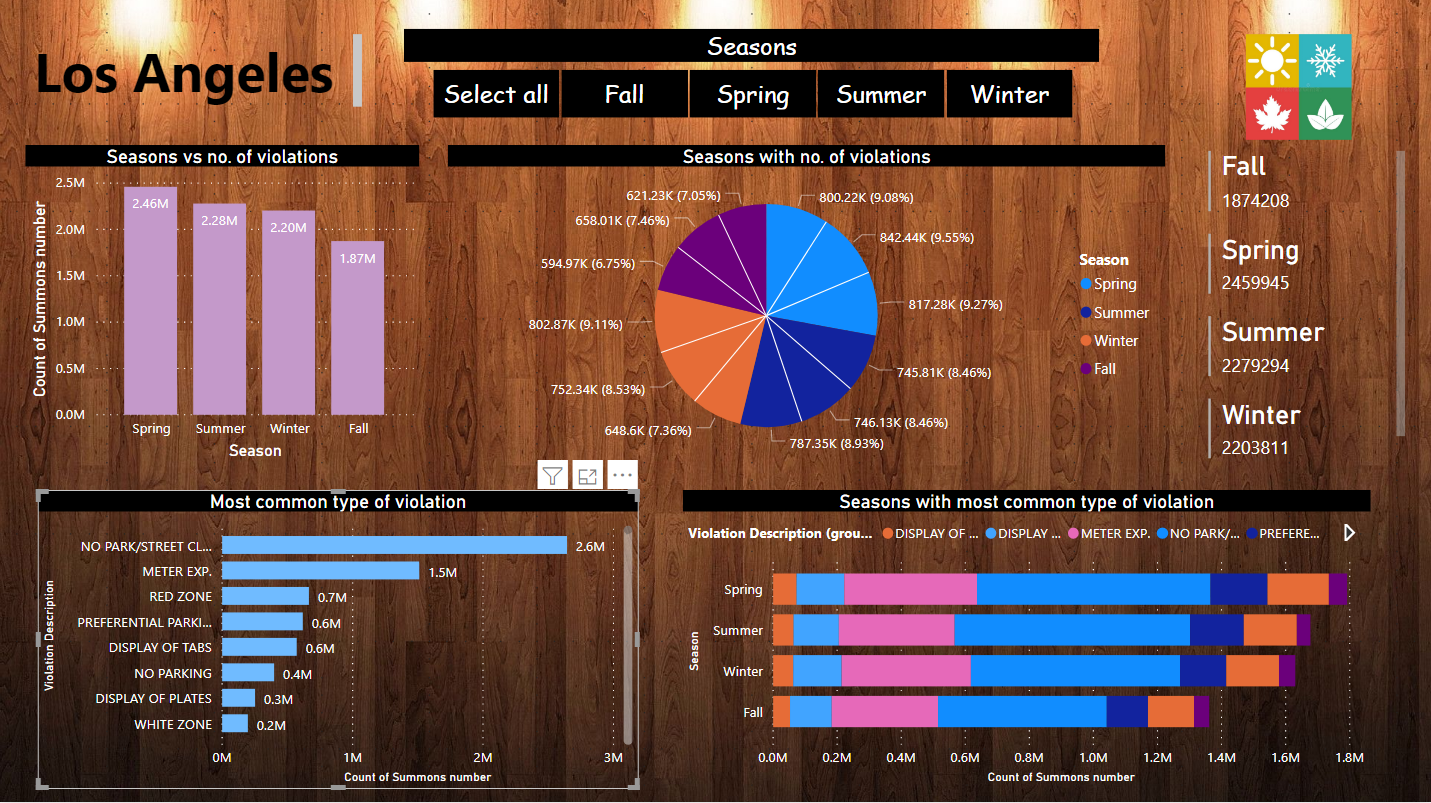 Los Angeles
Seasons
Select all Fall Spring Summer Winter
Seasons vs no. of violations
Count of Summons number
2.5M
2.0M
1.5M
1.0M
0.5M
0.0M
2.46M
2.28M
2.20M
1.87M
Spring Summer Winter Fall
Season
Seasons with no. of violations
800.22K (9.08%)
842.44K (9.55%)
817.28K (9.27%)
745.81K (8.46%)
746.13K (8.46%)
787.35K (8.93%)
648.6K (7.36%)
752.34K (8.53%)
802.87K (9.11%)
594.97K (6.75%)
658.01K (7.46%)
621.23K (7.05%)
Season
Spring
Summer
Winter
Fall
Fall
1874208
Spring
2459945
Summer
2279294
Winter
2203811
Most common type of violation
Violation Description
NO PARK/STREET CL... 2.6M
METER EXP. 1.5M
RED ZONE 0.7M
PREFERENTIAL PARKI... 0.6M
DISPLAY OF TABS 0.6M
NO PARKING 0.4M
DISPLAY OF PLATES 0.3M
WHITE ZONE 0.2M
0M 1M 2M 3M
Count of Summons number
Seasons with most common type of violation
Violation Description (grou... DISPLAY OF ... DISPLAY ... METER EXP. NO PARK/... PREFERE...
Season
Spring
Summer
Winter
Fall
0.0M 0.2M 0.4M 0.6M 0.8M 1.0M 1.2M 1.4M 1.6M 1.8M
Count of Summons number